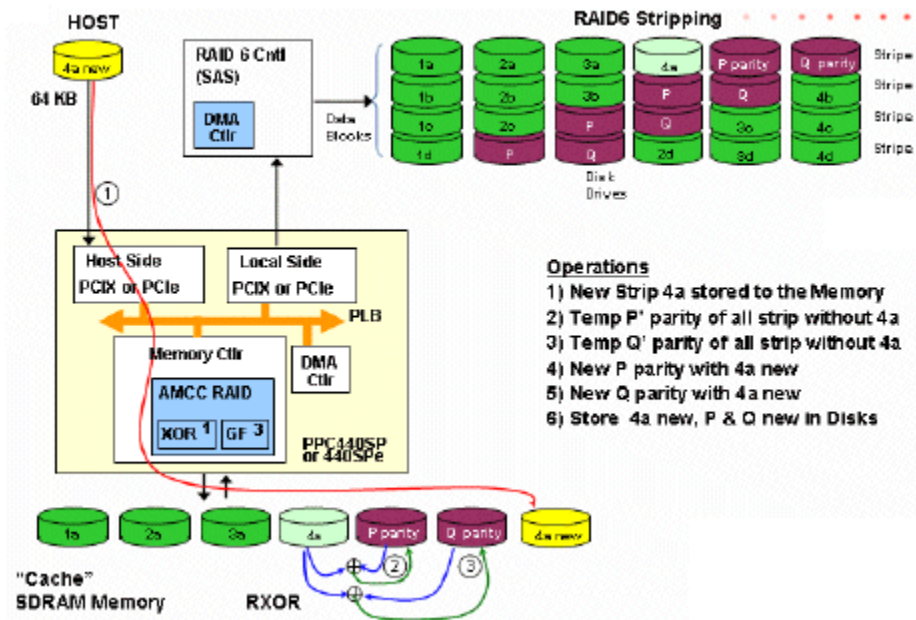 HOST
RAID6 Stripping
4a new
64 KB
RAID 6 Cntl
(SAS)
DMA
Ctlr
Data
Blocks
1a 2a 3a 4a P parity Q parity Stripe
1b 2b 3b P Q 4b Stripe
1c 2c P Q 3c 4c Stripe
1d P Q 2d 3d 4d Stripe
Disk
Drives
1
Host Side
PCIX or PCIe
Local Side
PCIX or PCIe
PLB
Memory Ctlr
DMA
Ctlr
AMCC RAID
XOR 1 GF 3
PPC440SP
or 440SPe
Operations
1) New Strip 4a stored to the Memory
2) Temp P' parity of all strip without 4a
3) Temp Q' parity of all strip without 4a
4) New P parity with 4a new
5) New Q parity with 4a new
6) Store 4a new, P & Q new in Disks
1a 2a 3a 4a P parity Q parity 4a new
2 3
"Cache"
SDRAM Memory
RXOR